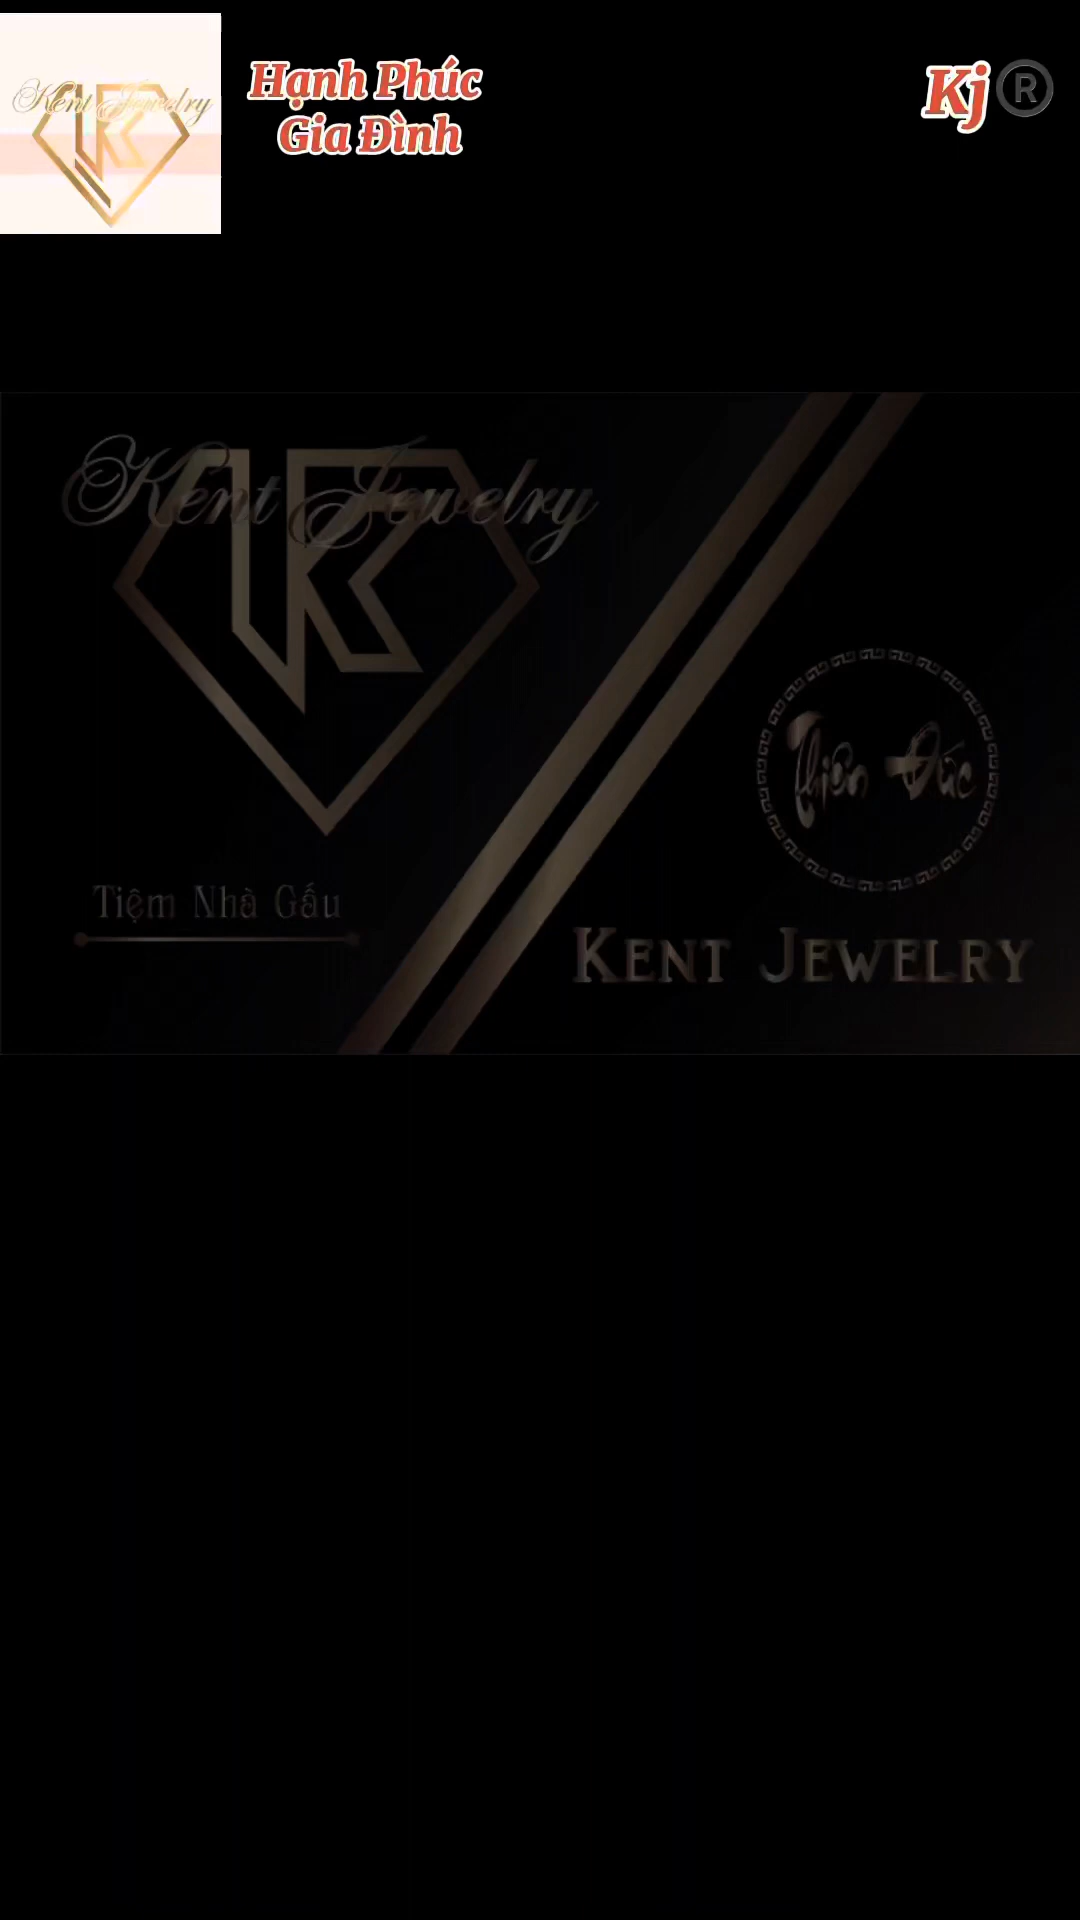 Kent Jewelry
Hạnh Phúc
Gia Đình
Kj®
Kent Jewelry
Thiên Đức
Tiệm Nhà Gấu
KENT JEWELRY